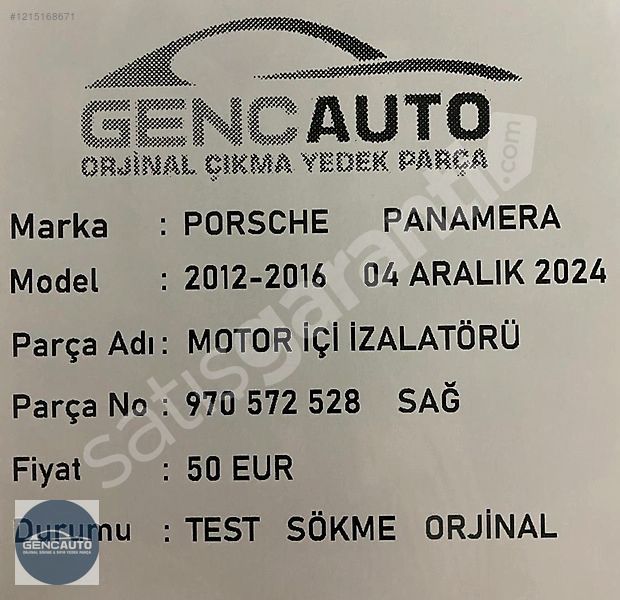 #1215168671
GENCAUTO
ORJİNAL ÇIKMA YEDEK PARÇA
satisgaranti.com
Marka : PORSCHE PANAMERA
Model : 2012-2016 04 ARALIK 2024
Parça Adı : MOTOR İÇİ İZALATÖRÜ
Parça No : 970 572 528 SAĞ
Fiyat : 50 EUR
Durumu : TEST SÖKME ORJİNAL
GENCAUTO